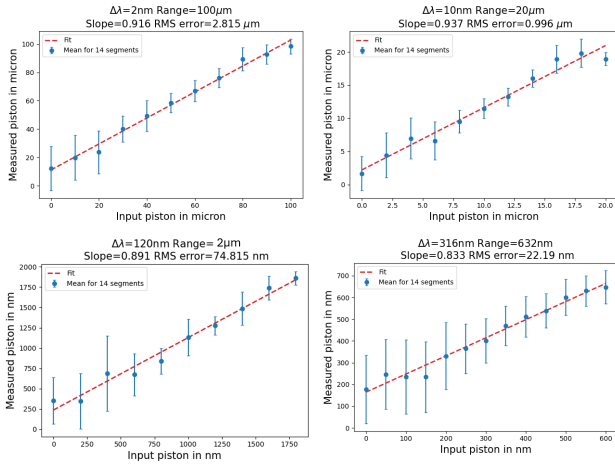 Δλ=2nm Range=100μm
Slope=0.916 RMS error=2.815 μm
Measured piston in micron
100
80
60
40
20
0
Fit
Mean for 14 segments
0 20 40 60 80 100
Input piston in micron
Δλ=10nm Range=20μm
Slope=0.937 RMS error=0.996 μm
Measured piston in micron
20
15
10
5
0
Fit
Mean for 14 segments
0.0 2.5 5.0 7.5 10.0 12.5 15.0 17.5 20.0
Input piston in micron
Δλ=120nm Range= 2μm
Slope=0.891 RMS error=74.815 nm
Measured piston in nm
2000
1750
1500
1250
1000
750
500
250
0
Fit
Mean for 14 segments
0 200 400 600 800 1000 1200 1400 1600 1800
Input piston in nm
Δλ=316nm Range=632nm
Slope=0.833 RMS error=22.19 nm
Measured piston in nm
700
600
500
400
300
200
100
0
Fit
Mean for 14 segments
0 100 200 300 400 500 600
Input piston in nm